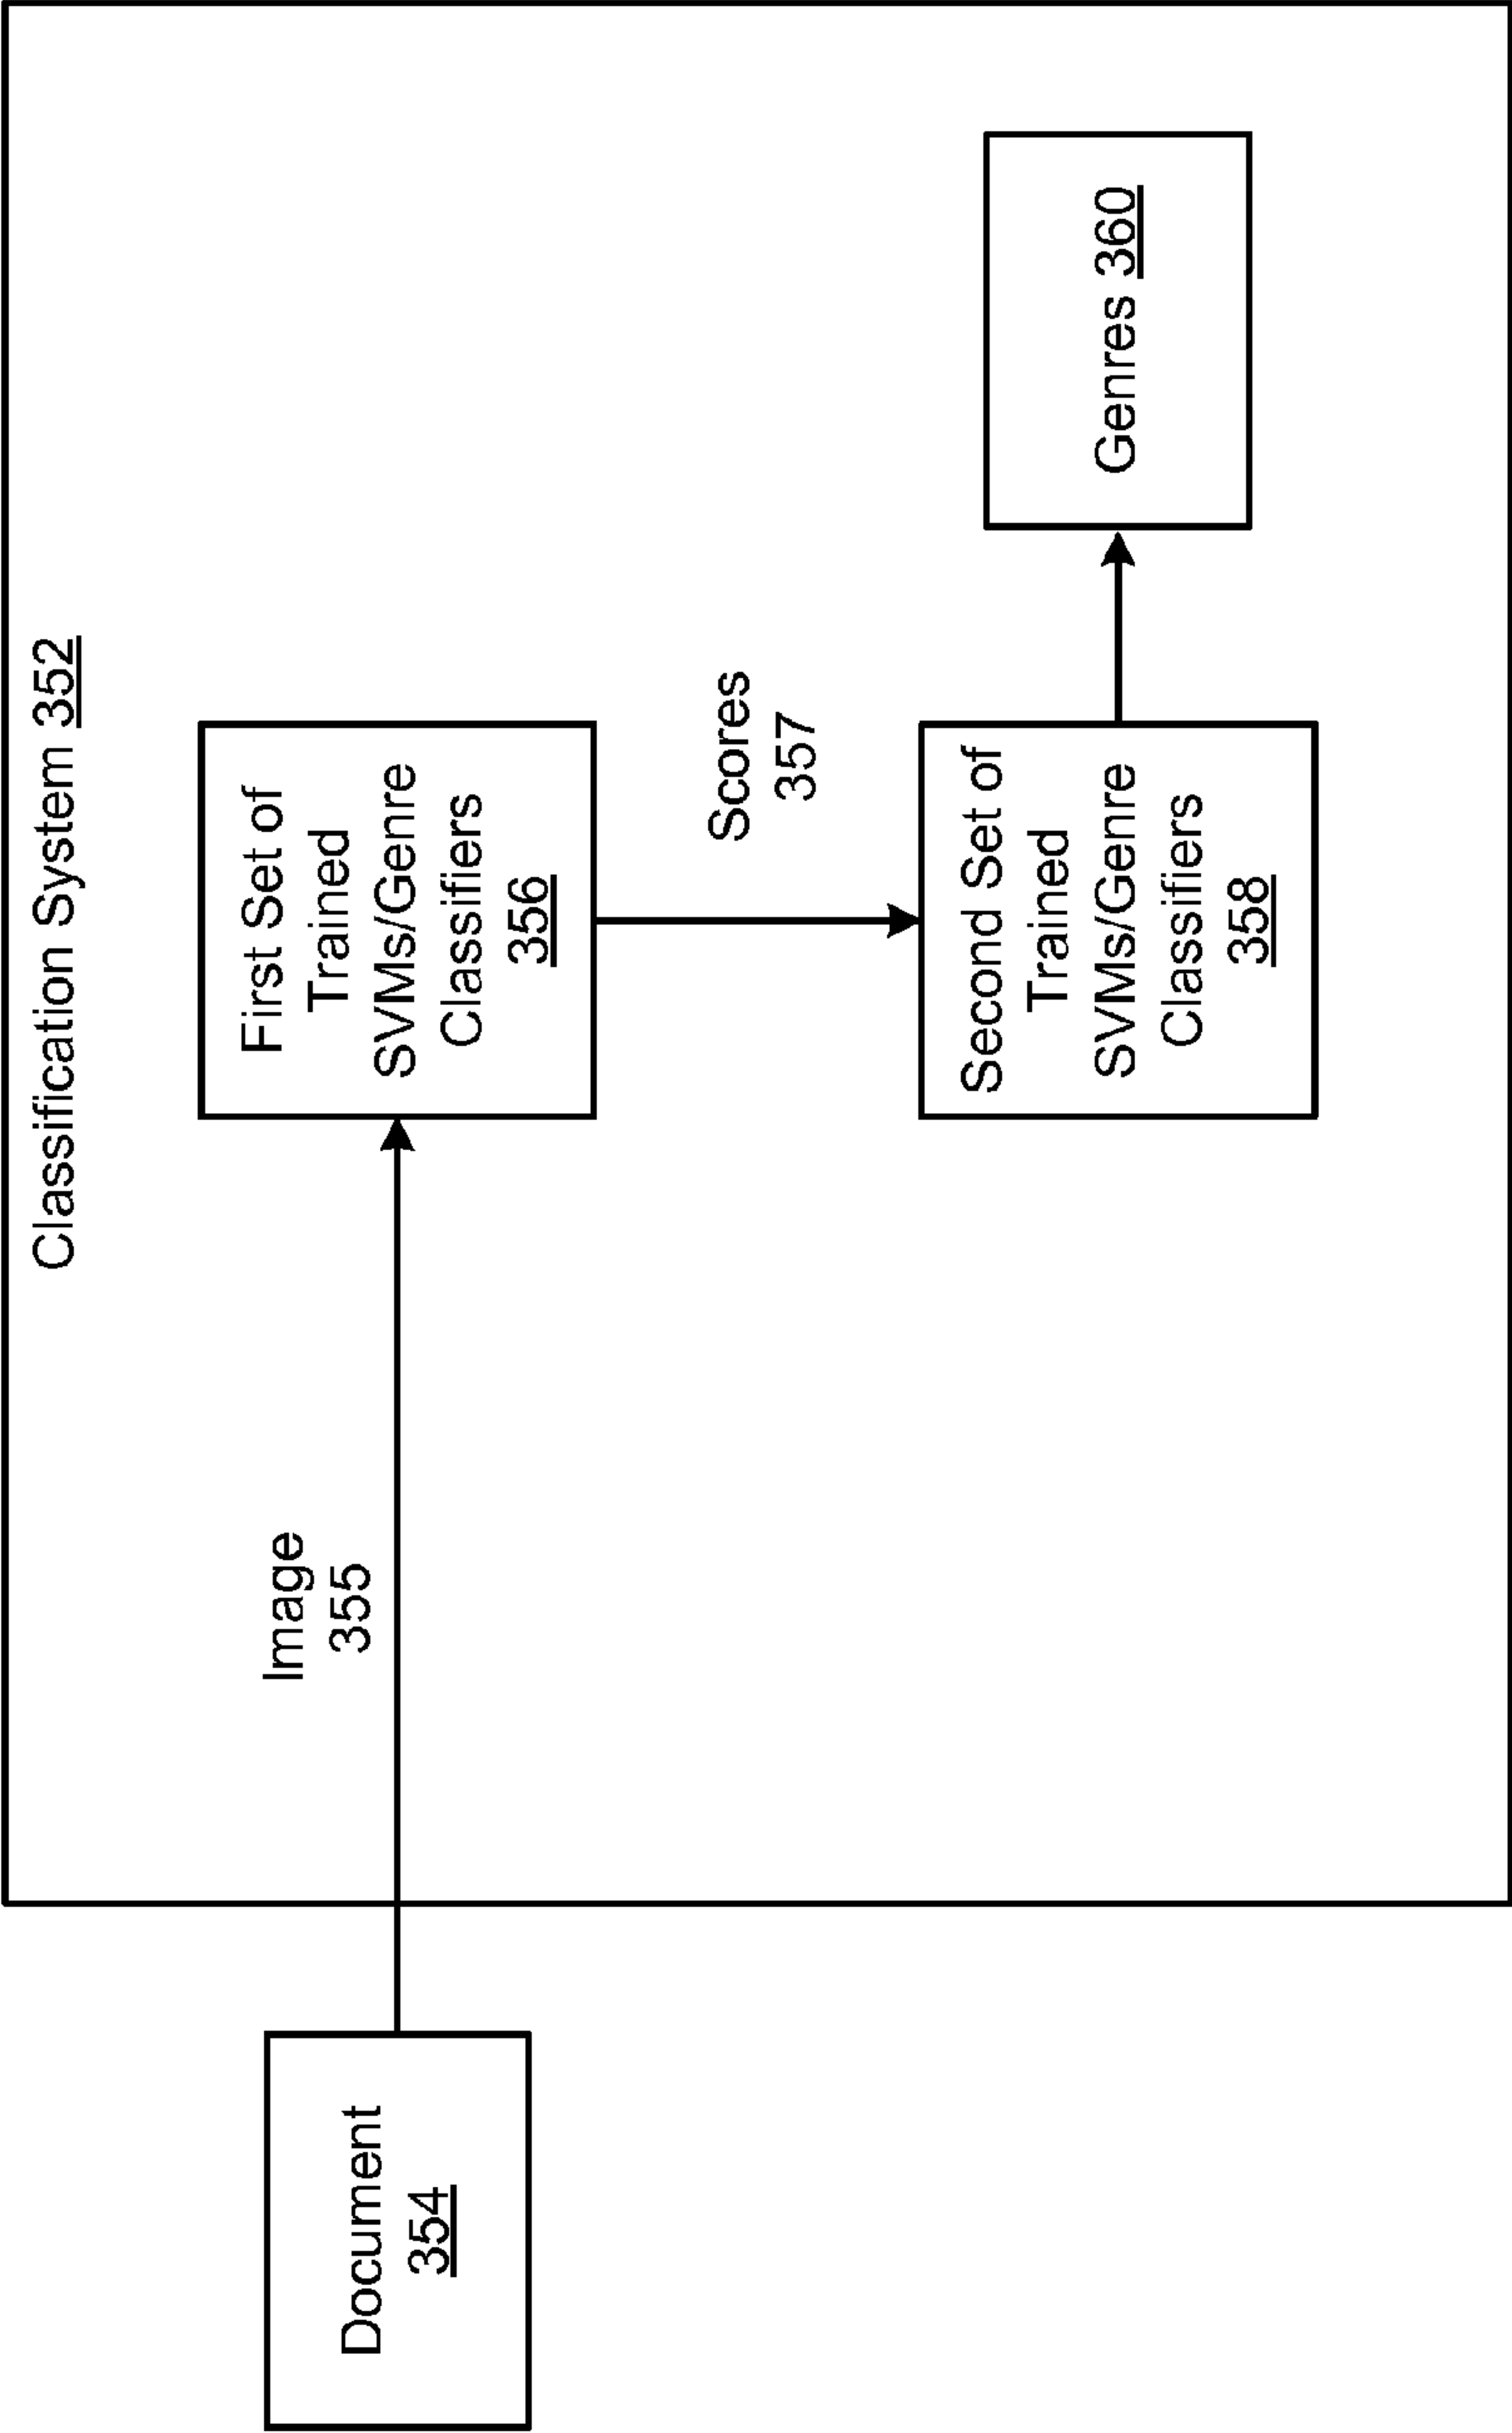 Classification System 352
Document
354
Image
355
First Set of
Trained
SVMs/Genre
Classifiers
356
Scores
357
Second Set of
Trained
SVMs/Genre
Classifiers
358
Genres 360